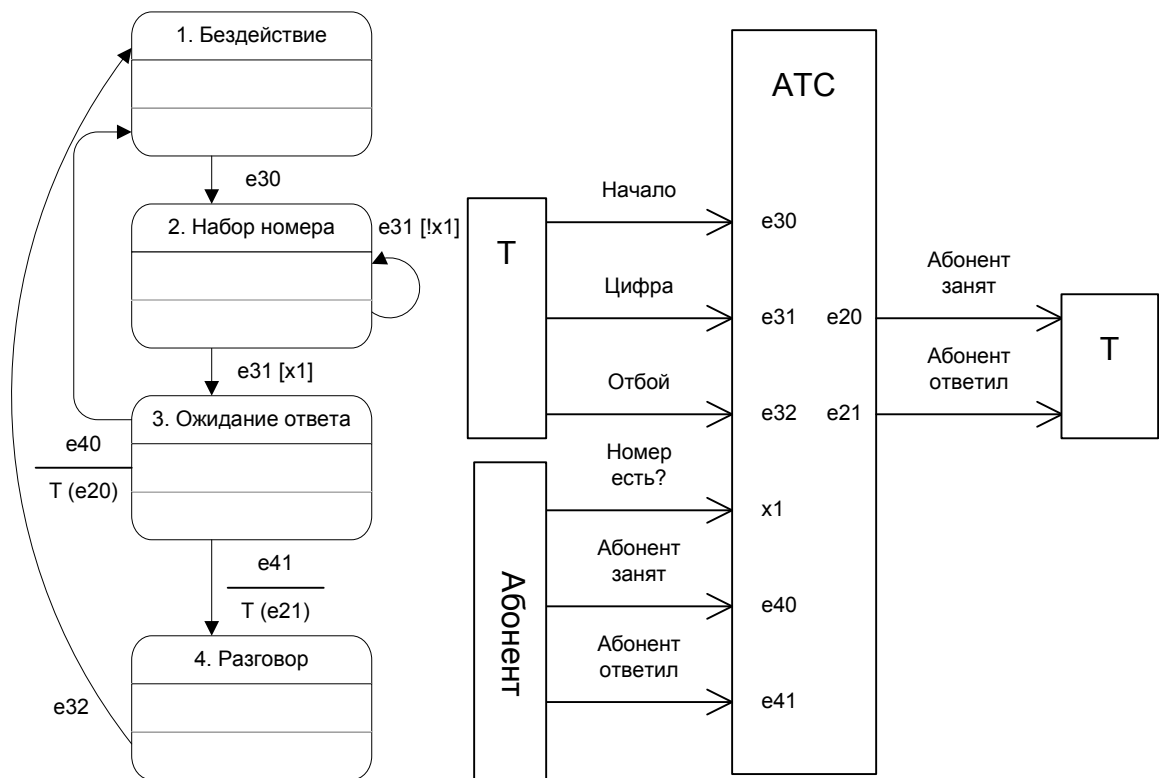 1. Бездействие
e30
2. Набор номера
e31 [!x1]
e31 [x1]
3. Ожидание ответа
e40
T (e20)
e41
T (e21)
4. Разговор
e32
АТС
Т
Начало
e30
Цифра
e31
e20
Отбой
e32
e21
Абонент
занят
Абонент
ответил
Т
Абонент
Номер
есть?
x1
Абонент
занят
e40
Абонент
ответил
e41